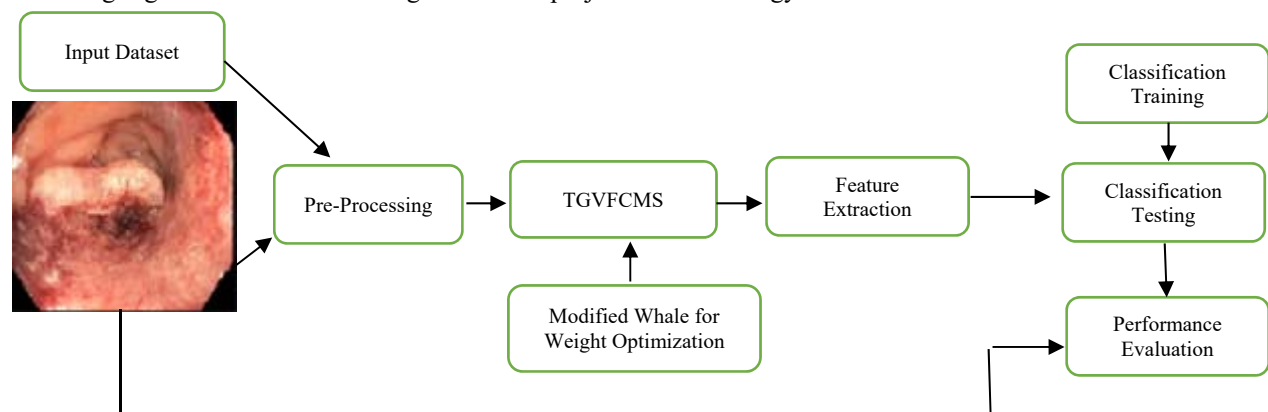 Input Dataset
Pre-Processing
TGVFCMS
Modified Whale for
Weight Optimization
Feature
Extraction
Classification
Training
Classification
Testing
Performance
Evaluation